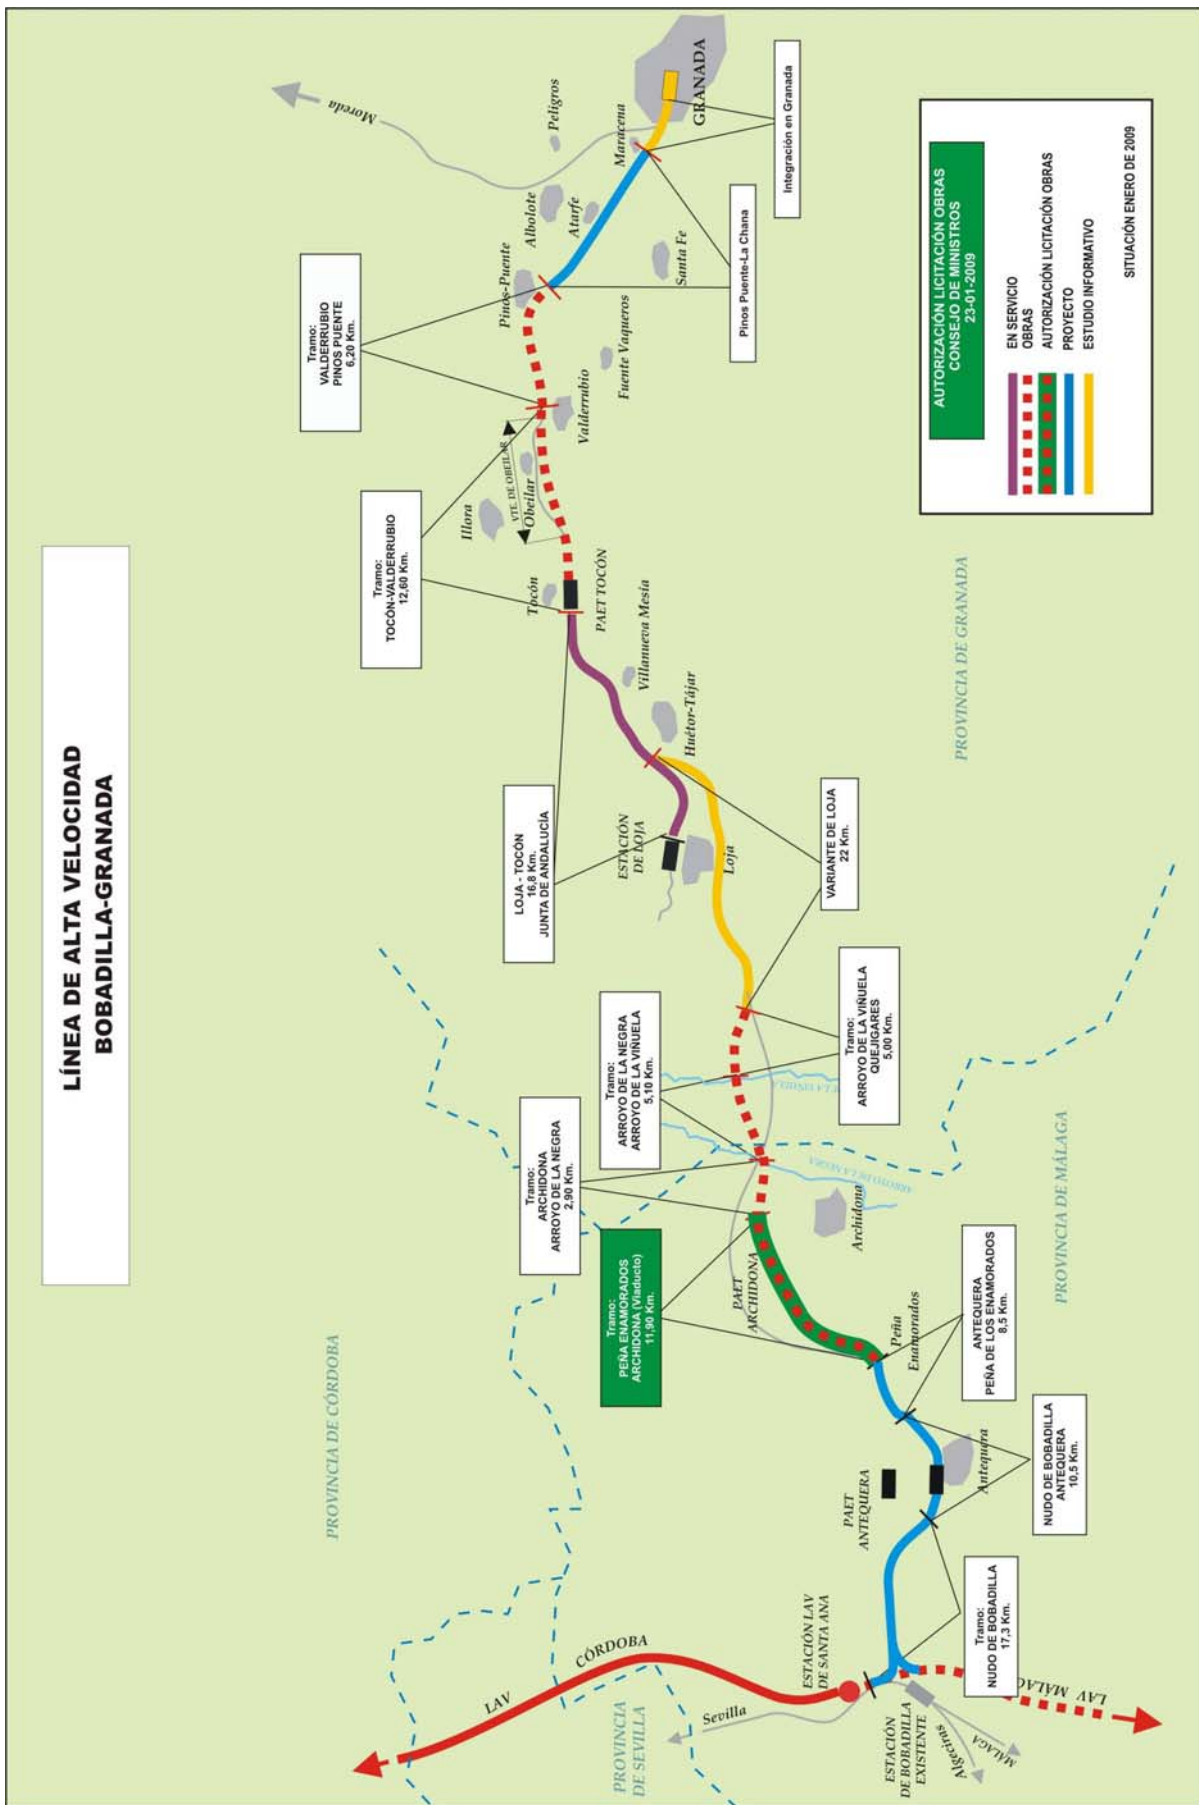 LÍNEA DE ALTA VELOCIDAD
BOBADILLA-GRANADA
PROVINCIA DE CÓRDOBA
PROVINCIA
DE SEVILLA
PROVINCIA DE MÁLAGA
PROVINCIA DE GRANADA
LAV
CÓRDOBA
Sevilla
ESTACIÓN LAV
DE SANTA ANA
ESTACIÓN
DE BOBADILLA
EXISTENTE
Algeciras
MÁLAGA
LAV MÁLAGA
Tramo:
NUDO DE BOBADILLA
17,3 Km.
PAET
ANTEQUERA
Antequera
NUDO DE BOBADILLA
ANTEQUERA
10,5 Km.
ANTEQUERA
PEÑA DE LOS ENAMORADOS
8,5 Km.
Peña
Enamorados
Tramo:
PEÑA ENAMORADOS
ARCHIDONA (Viaducto)
11,90 Km.
PAET
ARCHIDONA
Archidona
Tramo:
ARCHIDONA
ARROYO DE LA NEGRA
2,90 Km.
ARROYO DE LA NEGRA
Tramo:
ARROYO DE LA NEGRA
ARROYO DE LA VIÑUELA
5,10 Km.
DE LA VIÑUELA
Tramo:
ARROYO DE LA VIÑUELA
QUEJIGARES
5,00 Km.
VARIANTE DE LOJA
22 Km.
LOJA - TOCÓN
16,8 Km.
JUNTA DE ANDALUCÍA
ESTACIÓN
DE LOJA
Loja
Huétor-Tájar
Villanueva Mesía
PAET TOCÓN
Tocón
Tramo:
TOCÓN-VALDERRUBIO
12,60 Km.
Illora
VTE. DE OBEILAR
Obeilar
Valderrubio
Tramo:
VALDERRUBIO
PINOS PUENTE
6,20 Km.
Fuente Vaqueros
Pinos-Puente
Santa Fe
Albolote
Atarfe
Peligros
Maracena
Moreda
GRANADA
Pinos Puente-La Chana
Integración en Granada
AUTORIZACIÓN LICITACIÓN OBRAS
CONSEJO DE MINISTROS
23-01-2009
EN SERVICIO
OBRAS
AUTORIZACIÓN LICITACIÓN OBRAS
PROYECTO
ESTUDIO INFORMATIVO
SITUACIÓN ENERO DE 2009